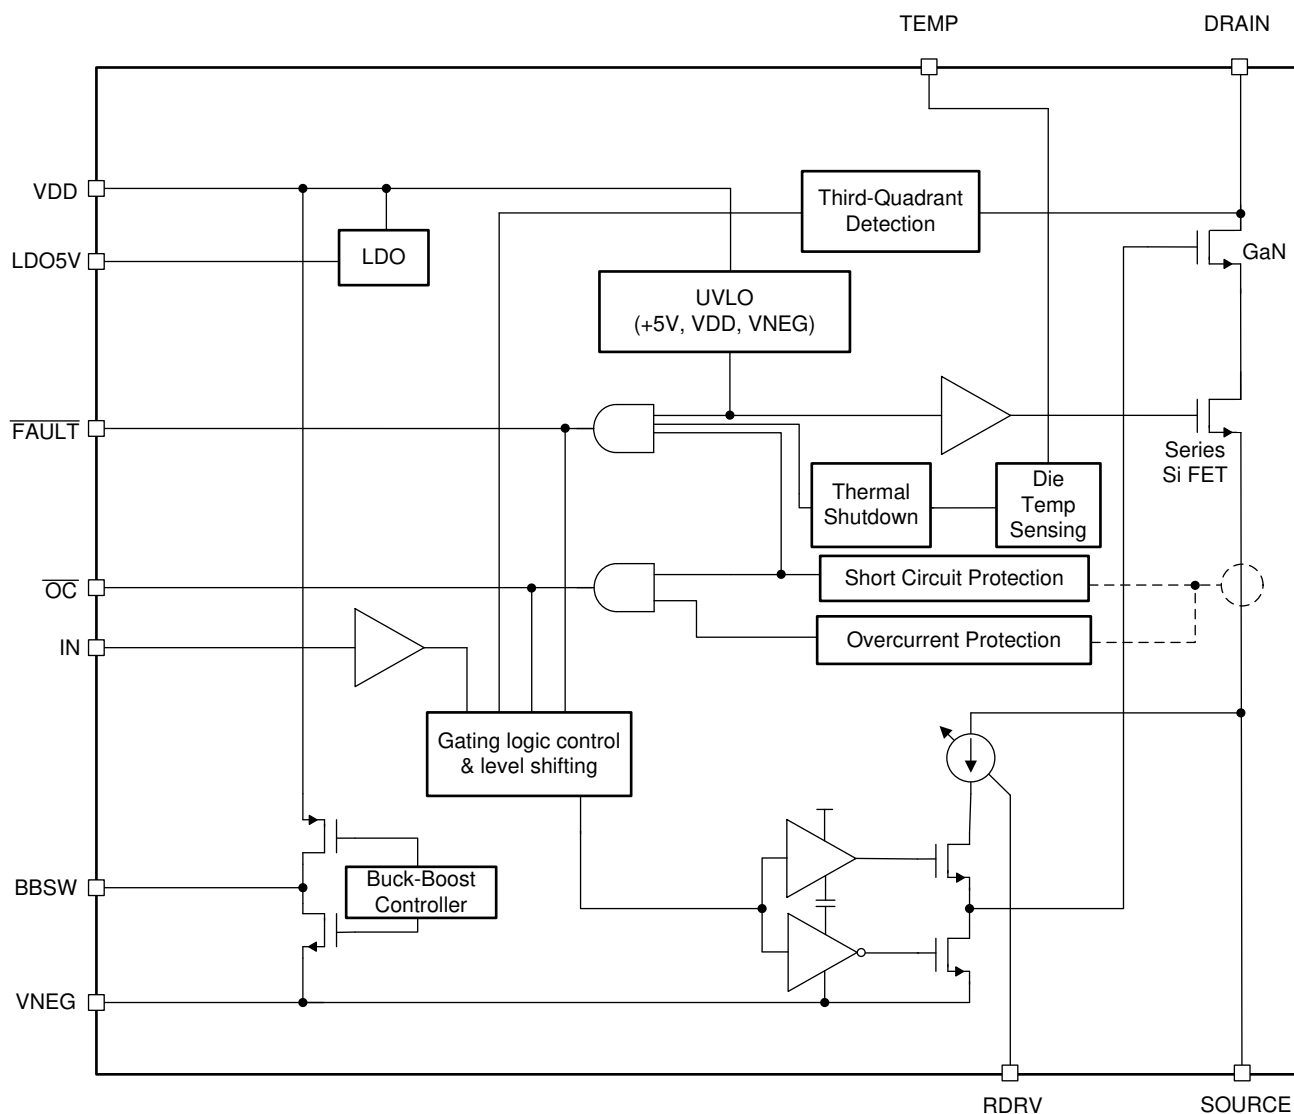 TEMP
DRAIN
VDD
Third-Quadrant
Detection
LDO5V
LDO
GaN
UVLO
(+5V, VDD, VNEG)
FAULT
Series
Si FET
Thermal
Shutdown
Die
Temp
Sensing
OC
Short Circuit Protection
IN
Overcurrent Protection
Gating logic control
& level shifting
BBSW
Buck-Boost
Controller
VNEG
RDRV
SOURCE